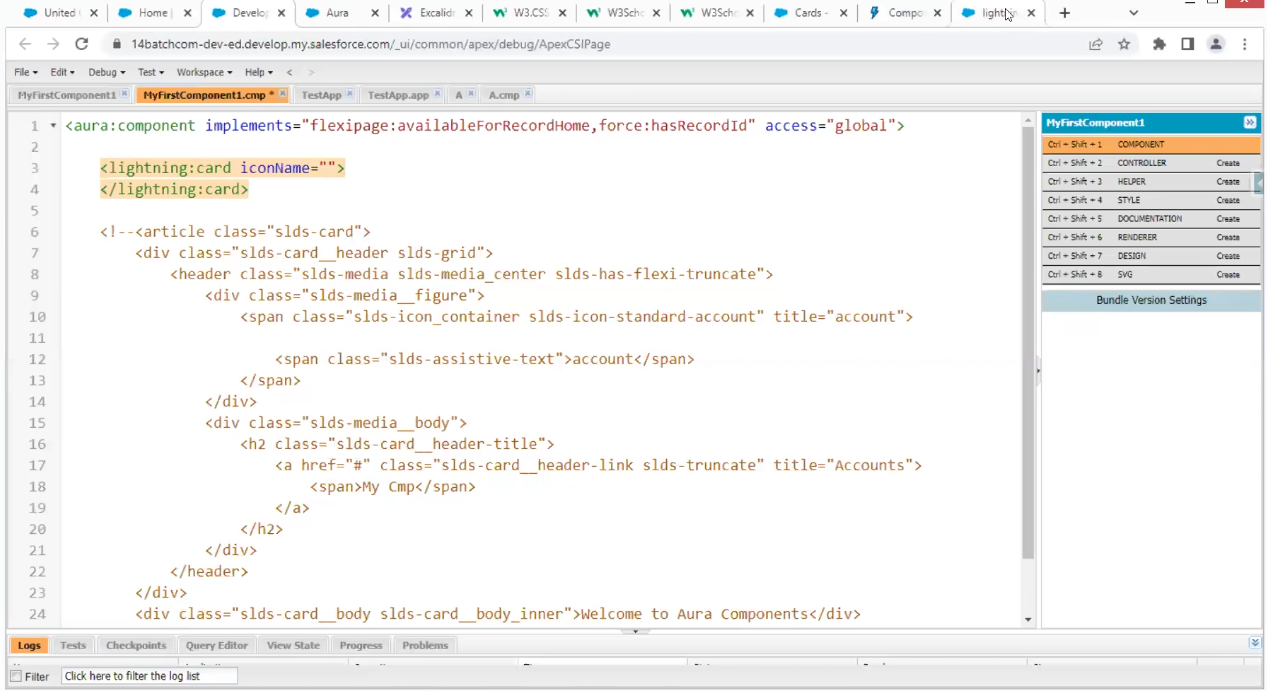 United
Home |
Develop
Aura
Excalidr
W3.CSS
W3Scho
W3Scho
Cards -
Compo
lightnin
14batchcom-dev-ed.develop.my.salesforce.com/_ui/common/apex/debug/ApexCSIPage
File Edit Debug Test Workspace Help < >
MyFirstComponent1 MyFirstComponent1.cmp * TestApp TestApp.app A A.cmp
1 <aura:component implements="flexipage:availableForRecordHome,force:hasRecordId" access="global">
2
3 <lightning:card iconName="">
4 </lightning:card>
5
6 <!--<article class="slds-card">
7 <div class="slds-card__header slds-grid">
8 <header class="slds-media slds-media_center slds-has-flexi-truncate">
9 <div class="slds-media__figure">
10 <span class="slds-icon_container slds-icon-standard-account" title="account">
11
12 <span class="slds-assistive-text">account</span>
13 </span>
14 </div>
15 <div class="slds-media__body">
16 <h2 class="slds-card__header-title">
17 <a href="#" class="slds-card__header-link slds-truncate" title="Accounts">
18 <span>My Cmp</span>
19 </a>
20 </h2>
21 </div>
22 </header>
23 </div>
24 <div class="slds-card__body slds-card__body_inner">Welcome to Aura Components</div>
MyFirstComponent1
Ctrl + Shift + 1 COMPONENT
Ctrl + Shift + 2 CONTROLLER Create
Ctrl + Shift + 3 HELPER Create
Ctrl + Shift + 4 STYLE Create
Ctrl + Shift + 5 DOCUMENTATION Create
Ctrl + Shift + 6 RENDERER Create
Ctrl + Shift + 7 DESIGN Create
Ctrl + Shift + 8 SVG Create
Bundle Version Settings
Logs Tests Checkpoints Query Editor View State Progress Problems
Filter Click here to filter the log list